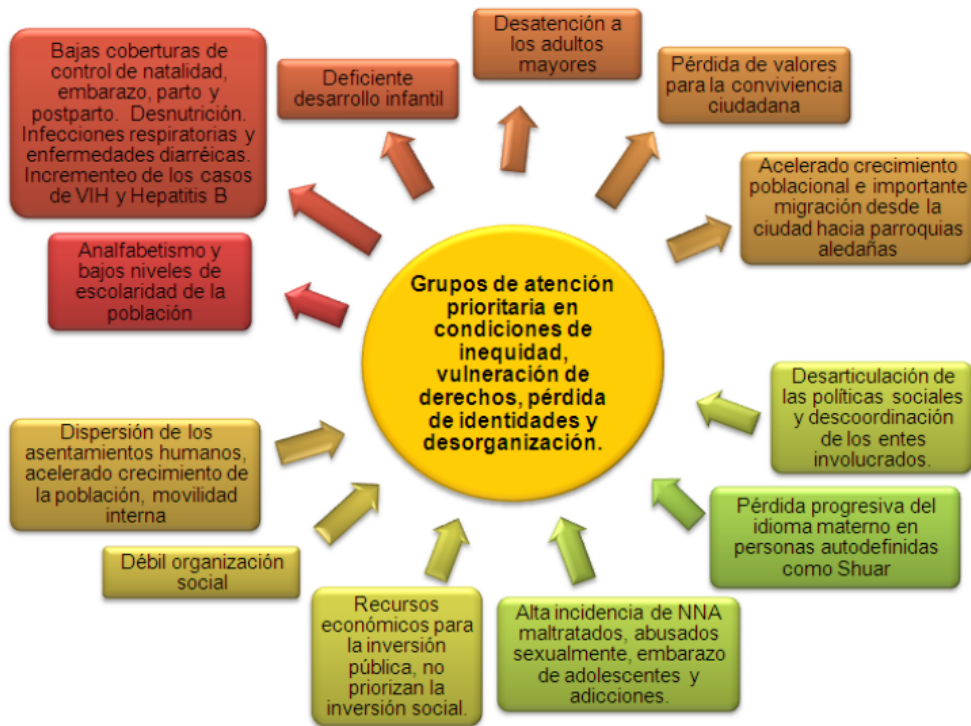 Desatención a
los adultos
mayores
Bajas coberturas de
control de natalidad,
embarazo, parto y
postparto. Desnutrición.
Infecciones respiratorias y
enfermedades diarréicas.
Incremeteo de los casos
de VIH y Hepatitis B
Deficiente
desarrollo infantil
Pérdida de valores
para la conviviencia
ciudadana
Acelerado crecimiento
poblacional e importante
migración desde la
ciudad hacia parroquias
aledañas
Analfabetismo y
bajos niveles de
escolaridad de la
población
Grupos de atención
prioritaria en
condiciones de
inequidad,
vulneración de
derechos, pérdida
de identidades y
desorganización.
Desarticulación de
las políticas sociales
y descoordinación
de los entes
involucrados.
Dispersión de los
asentamientos humanos,
acelerado crecimiento de
la población, movilidad
interna
Pérdida progresiva del
idioma materno en
personas autodefinidas
como Shuar
Débil organización
social
Recursos
económicos para
la inversión
pública, no
priorizan la
inversión social.
Alta incidencia de NNA
maltratados, abusados
sexualmente, embarazo
de adolescentes y
adicciones.